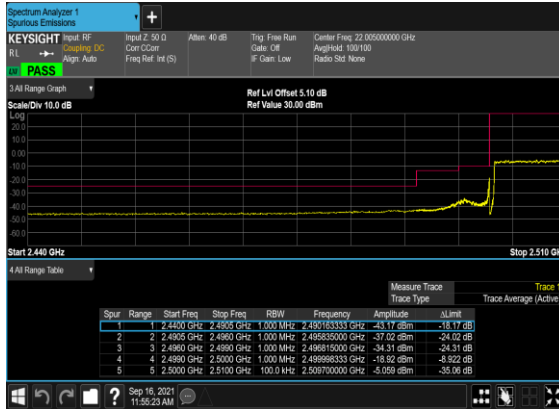 Spectrum Analyzer 1
Spurious Emissions
+
KEYSIGHT Input: RF Input Z: 50 Ω Atten: 40 dB Trig: Free Run Center Freq: 22.005000000 GHz
RL Coupling: DC Corr CCorr Gate: Off Avg|Hold: 100/100
Align: Auto Freq Ref: Int (S) IF Gain: Low Radio Std: None
PASS
3 All Range Graph
Ref Lvl Offset 5.10 dB
Scale/Div 10.0 dB Ref Value 30.00 dBm
Log
20.0
10.0
0.00
-10.0
-20.0
-30.0
-40.0
-50.0
-60.0
Start 2.440 GHz Stop 2.510 GH
4 All Range Table
Measure Trace Trace 1
Trace Type Trace Average (Active
Spur Range Start Freq Stop Freq RBW Frequency Amplitude ΔLimit
1 1 2.4400 GHz 2.4905 GHz 1.000 MHz 2.490163333 GHz -43.17 dBm -18.17 dB
2 2 2.4905 GHz 2.4960 GHz 1.000 MHz 2.495835000 GHz -37.02 dBm -24.02 dB
3 3 2.4960 GHz 2.4990 GHz 1.000 MHz 2.496815000 GHz -34.31 dBm -24.31 dB
4 4 2.4990 GHz 2.5000 GHz 1.000 MHz 2.499998333 GHz -18.92 dBm -8.922 dB
5 5 2.5000 GHz 2.5100 GHz 100.0 kHz 2.509700000 GHz -5.059 dBm -35.06 dB
? Sep 16, 2021
11:55:23 AM